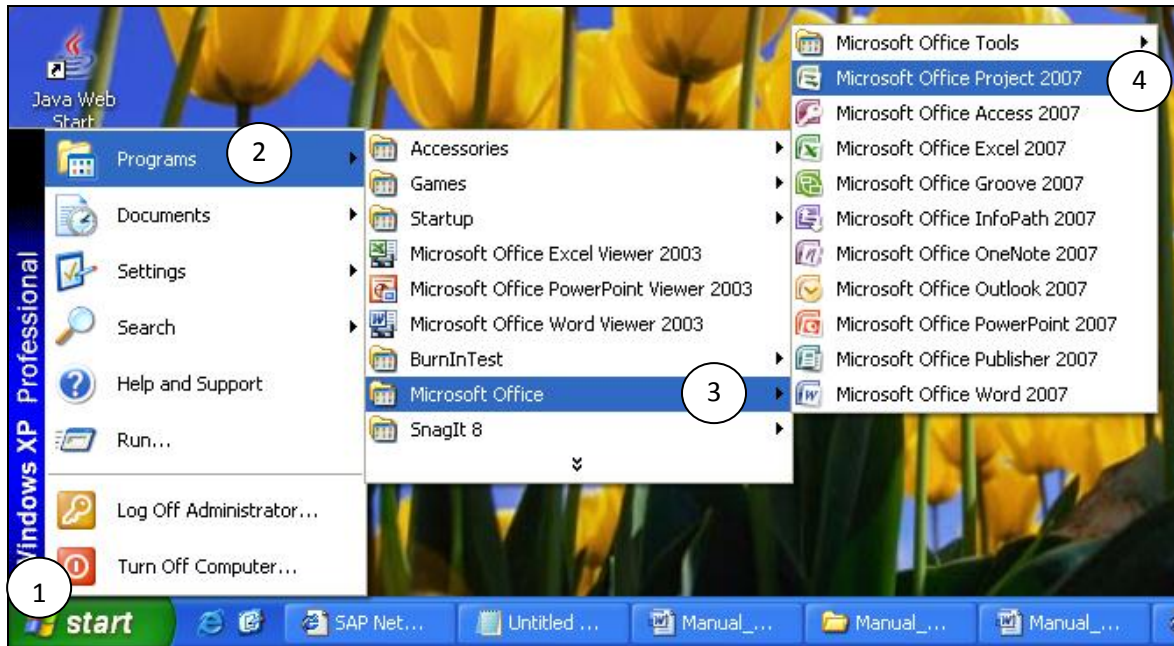 Java Web
Start
Windows XP Professional
Programs
2
Documents
Settings
Search
Help and Support
Run...
Log Off Administrator...
Turn Off Computer...
Accessories
Games
Startup
Microsoft Office Excel Viewer 2003
Microsoft Office PowerPoint Viewer 2003
Microsoft Office Word Viewer 2003
BurnInTest
Microsoft Office
3
SnagIt 8
Microsoft Office Tools
Microsoft Office Project 2007
4
Microsoft Office Access 2007
Microsoft Office Excel 2007
Microsoft Office Groove 2007
Microsoft Office InfoPath 2007
Microsoft Office OneNote 2007
Microsoft Office Outlook 2007
Microsoft Office PowerPoint 2007
Microsoft Office Publisher 2007
Microsoft Office Word 2007
1
start
SAP Net...
Untitled ...
Manual_...
Manual_...
Manual_...